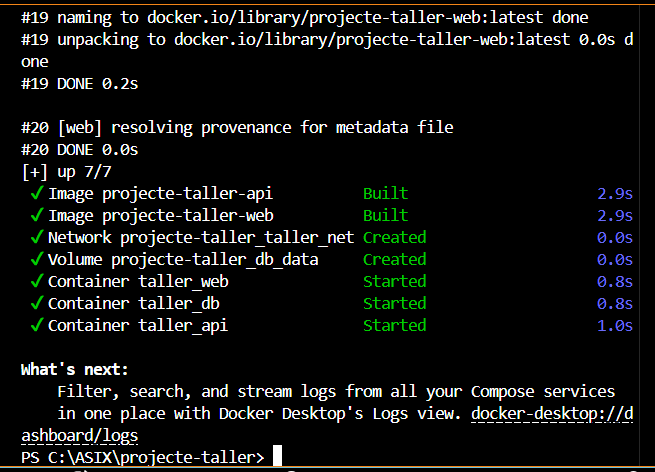 #19 naming to docker.io/library/projecte-taller-web:latest done
#19 unpacking to docker.io/library/projecte-taller-web:latest 0.0s d
one
#19 DONE 0.2s
#20 [web] resolving provenance for metadata file
#20 DONE 0.0s
[+] up 7/7
✔ Image projecte-taller-api Built 2.9s
✔ Image projecte-taller-web Built 2.9s
✔ Network projecte-taller_taller_net Created 0.0s
✔ Volume projecte-taller_db_data Created 0.0s
✔ Container taller_web Started 0.8s
✔ Container taller_db Started 0.8s
✔ Container taller_api Started 1.0s
What's next:
Filter, search, and stream logs from all your Compose services
in one place with Docker Desktop's Logs view. docker-desktop://d
ashboard/logs
PS C:\ASIX\projecte-taller>